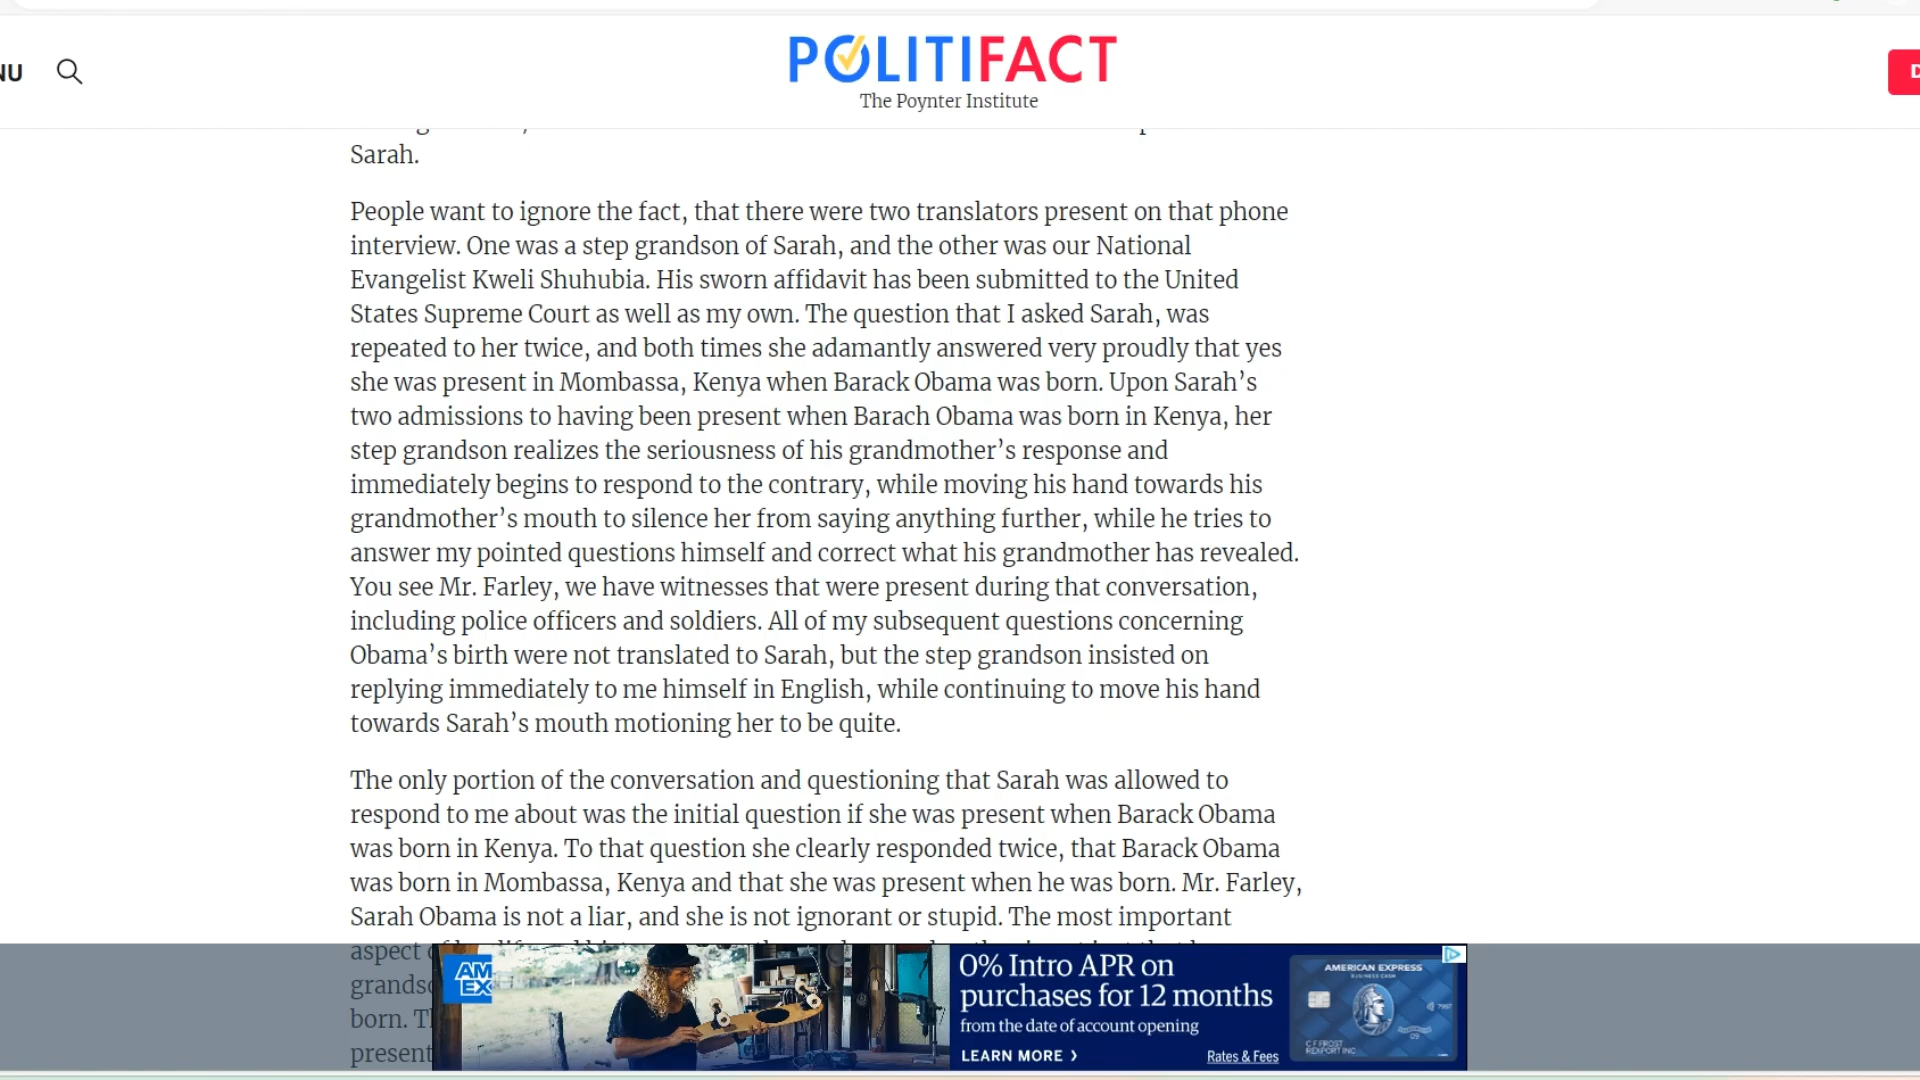 NU
POLITIFACT
The Poynter Institute
Sarah.
People want to ignore the fact, that there were two translators present on that phone
interview. One was a step grandson of Sarah, and the other was our National
Evangelist Kweli Shuhubia. His sworn affidavit has been submitted to the United
States Supreme Court as well as my own. The question that I asked Sarah, was
repeated to her twice, and both times she adamantly answered very proudly that yes
she was present in Mombassa, Kenya when Barack Obama was born. Upon Sarah’s
two admissions to having been present when Barach Obama was born in Kenya, her
step grandson realizes the seriousness of his grandmother’s response and
immediately begins to respond to the contrary, while moving his hand towards his
grandmother’s mouth to silence her from saying anything further, while he tries to
answer my pointed questions himself and correct what his grandmother has revealed.
You see Mr. Farley, we have witnesses that were present during that conversation,
including police officers and soldiers. All of my subsequent questions concerning
Obama’s birth were not translated to Sarah, but the step grandson insisted on
replying immediately to me himself in English, while continuing to move his hand
towards Sarah’s mouth motioning her to be quite.
The only portion of the conversation and questioning that Sarah was allowed to
respond to me about was the initial question if she was present when Barack Obama
was born in Kenya. To that question she clearly responded twice, that Barack Obama
was born in Mombassa, Kenya and that she was present when he was born. Mr. Farley,
Sarah Obama is not a liar, and she is not ignorant or stupid. The most important
aspect
born.
present
AM
EX
0% Intro APR on
purchases for 12 months
from the date of account opening
LEARN MORE
Rates & Fees
AMERICAN EXPRESS
BUSINESS CASH
C F FROST